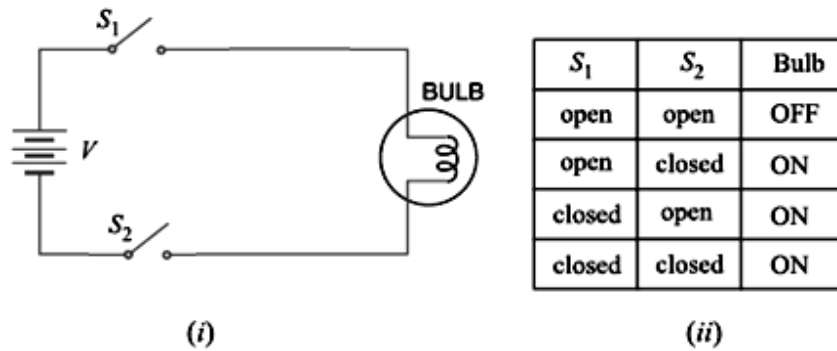 S₁
BULB
V
S₂
(i)
S₁ S₂ Bulb
open open OFF
open closed ON
closed open ON
closed closed ON
(ii)